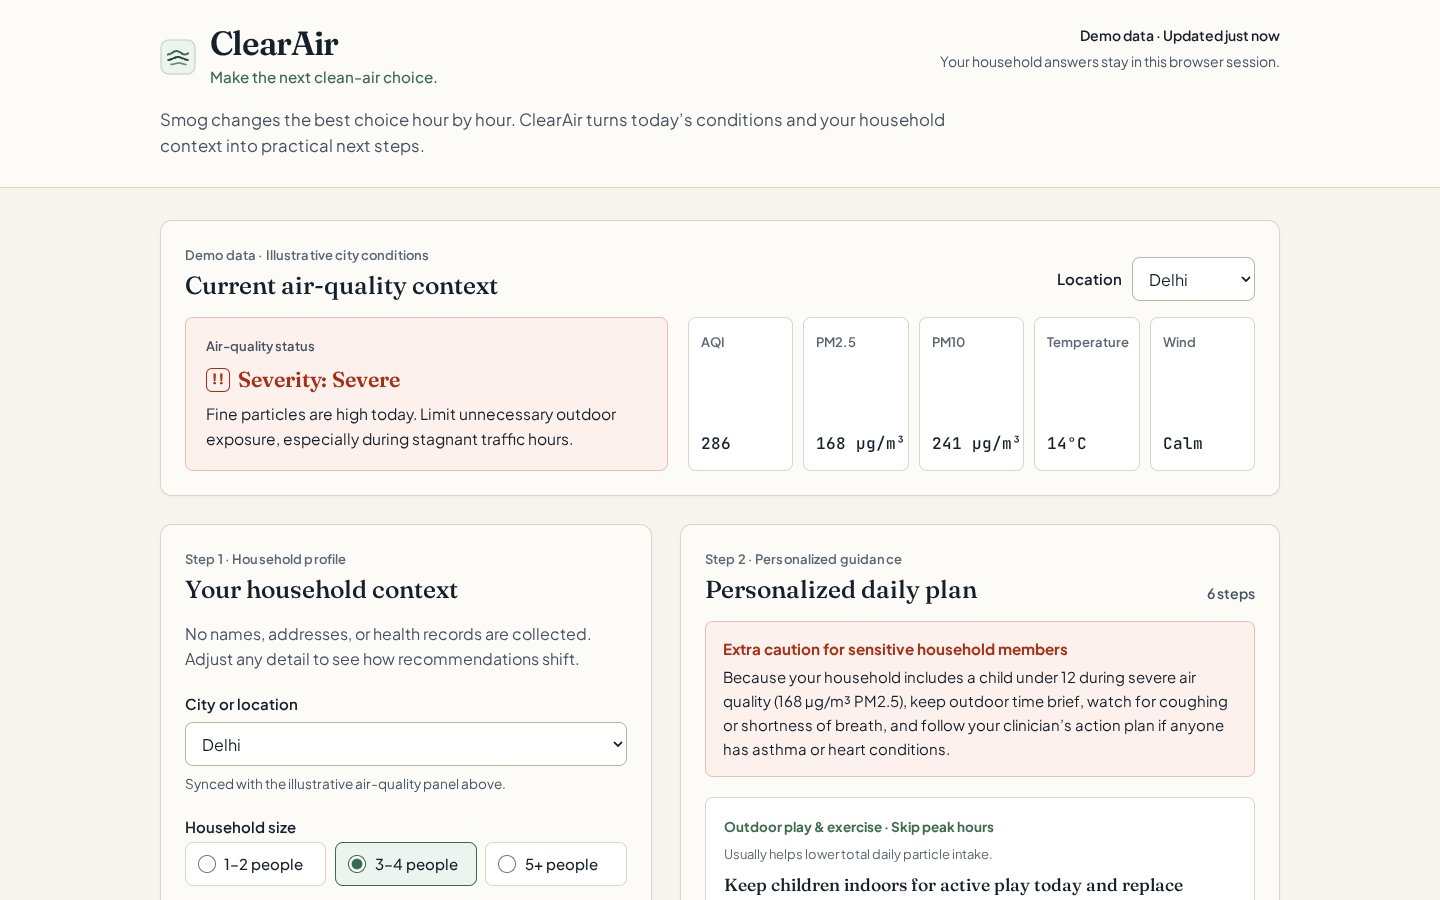 ClearAir
Make the next clean-air choice.
Demo data · Updated just now
Your household answers stay in this browser session.
Smog changes the best choice hour by hour. ClearAir turns today’s conditions and your household
context into practical next steps.
Demo data · Illustrative city conditions
Current air-quality context
Location
Delhi
Air-quality status
!! Severity: Severe
Fine particles are high today. Limit unnecessary outdoor
exposure, especially during stagnant traffic hours.
AQI
286
PM2.5
168 µg/m³
PM10
241 µg/m³
Temperature
14°C
Wind
Calm
Step 1 · Household profile
Your household context
No names, addresses, or health records are collected.
Adjust any detail to see how recommendations shift.
City or location
Delhi
Synced with the illustrative air-quality panel above.
Household size
1–2 people
3–4 people
5+ people
Step 2 · Personalized guidance
Personalized daily plan
6 steps
Extra caution for sensitive household members
Because your household includes a child under 12 during severe air
quality (168 µg/m³ PM2.5), keep outdoor time brief, watch for coughing
or shortness of breath, and follow your clinician’s action plan if anyone
has asthma or heart conditions.
Outdoor play & exercise · Skip peak hours
Usually helps lower total daily particle intake.
Keep children indoors for active play today and replace